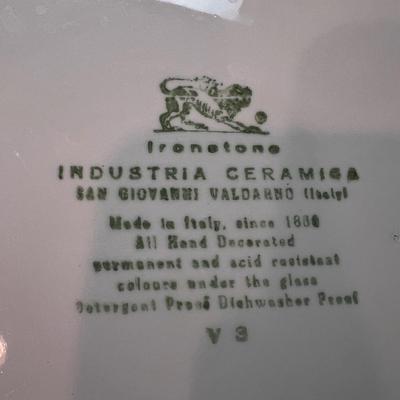 Ironstone
INDUSTRIA CERAMICA
SAN GIOVANNI VALDARNO (Italy)
Made in Italy, since 1880
All Hand Decorated
permanent and acid resistant
colours under the glass
Detergent Proof Dishwasher Proof
V 3